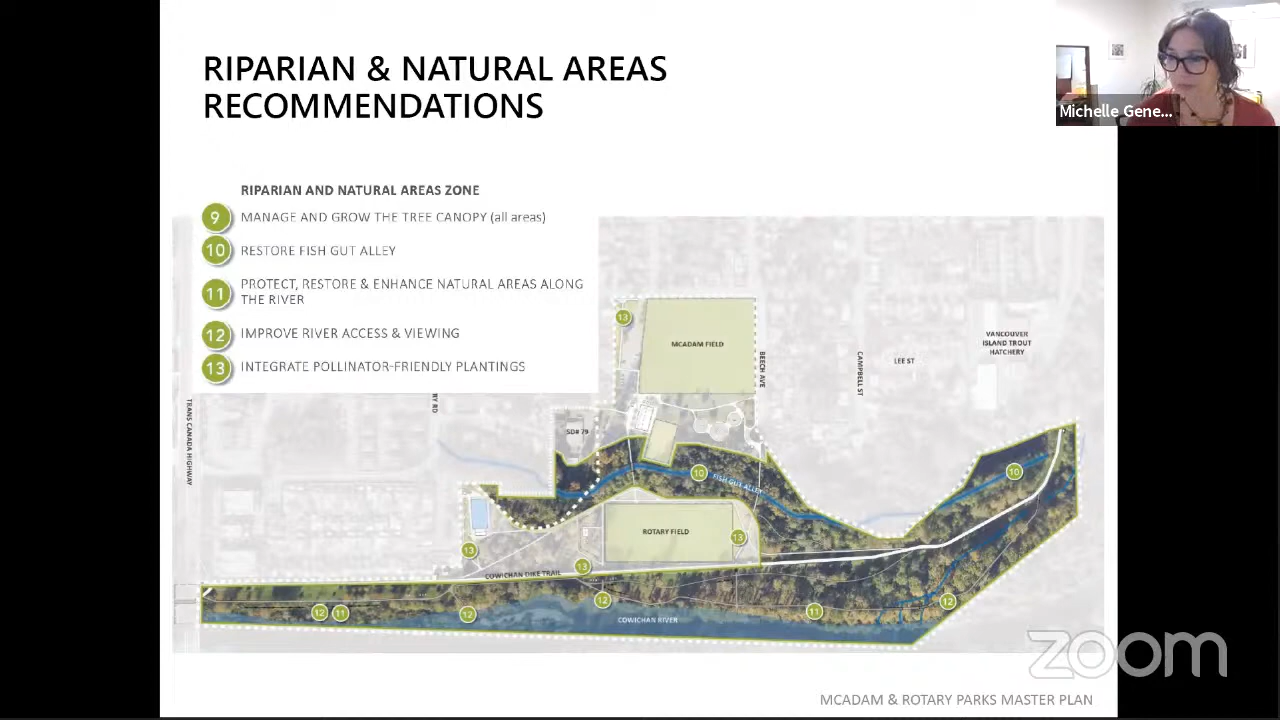 RIPARIAN & NATURAL AREAS
RECOMMENDATIONS
Michelle Gene...
RIPARIAN AND NATURAL AREAS ZONE
9 MANAGE AND GROW THE TREE CANOPY (all areas)
10 RESTORE FISH GUT ALLEY
11 PROTECT, RESTORE & ENHANCE NATURAL AREAS ALONG
THE RIVER
12 IMPROVE RIVER ACCESS & VIEWING
13 INTEGRATE POLLINATOR-FRIENDLY PLANTINGS
13
MCADAM FIELD
BEECH AVE
CAMPBELL ST
LEE ST
VANCOUVER
ISLAND TROUT
HATCHERY
TRANS CANADA HIGHWAY
RY RD
SD# 79
10
FISH GUT ALLEY
10
ROTARY FIELD
13
13
13
COWICHAN DIKE TRAIL
12
11
12
12
11
12
COWICHAN RIVER
zoom
MCADAM & ROTARY PARKS MASTER PLAN